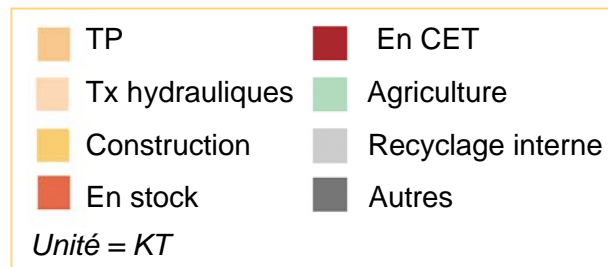 TP
En CET
Tx hydrauliques
Agriculture
Construction
Recyclage interne
En stock
Autres
Unité = KT